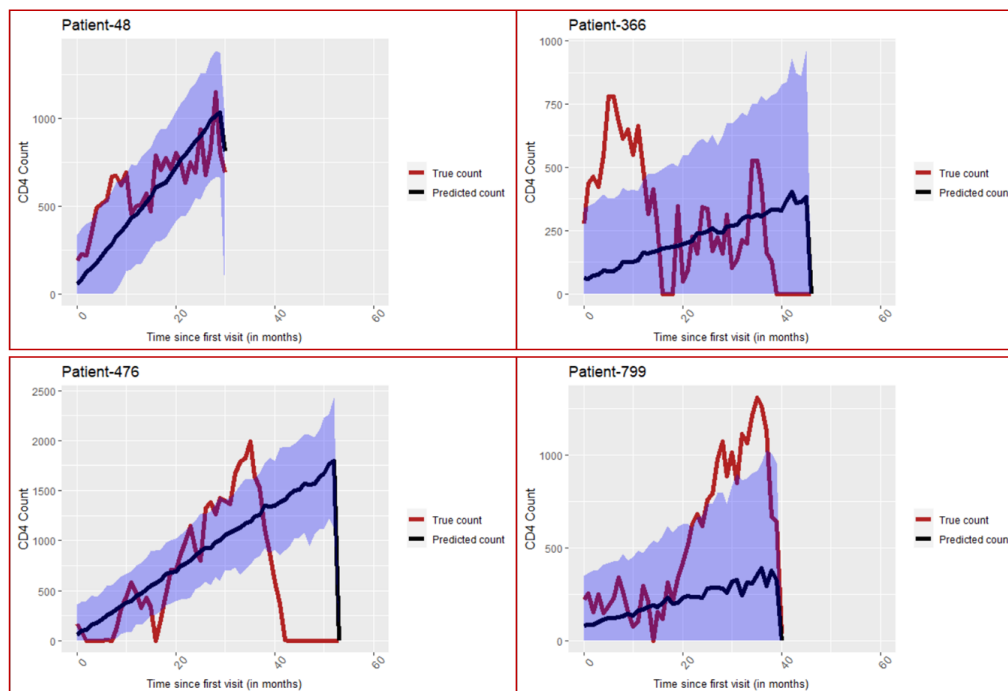 Patient-48
1000
500
0
CD4 Count
0
20
40
60
Time since first visit (in months)
True count
Predicted count
Patient-366
1000
750
500
250
0
CD4 Count
0
20
40
60
Time since first visit (in months)
True count
Predicted count
Patient-476
2500
2000
1500
1000
500
0
CD4 Count
0
20
40
60
Time since first visit (in months)
True count
Predicted count
Patient-799
1000
500
0
CD4 Count
0
20
40
60
Time since first visit (in months)
True count
Predicted count